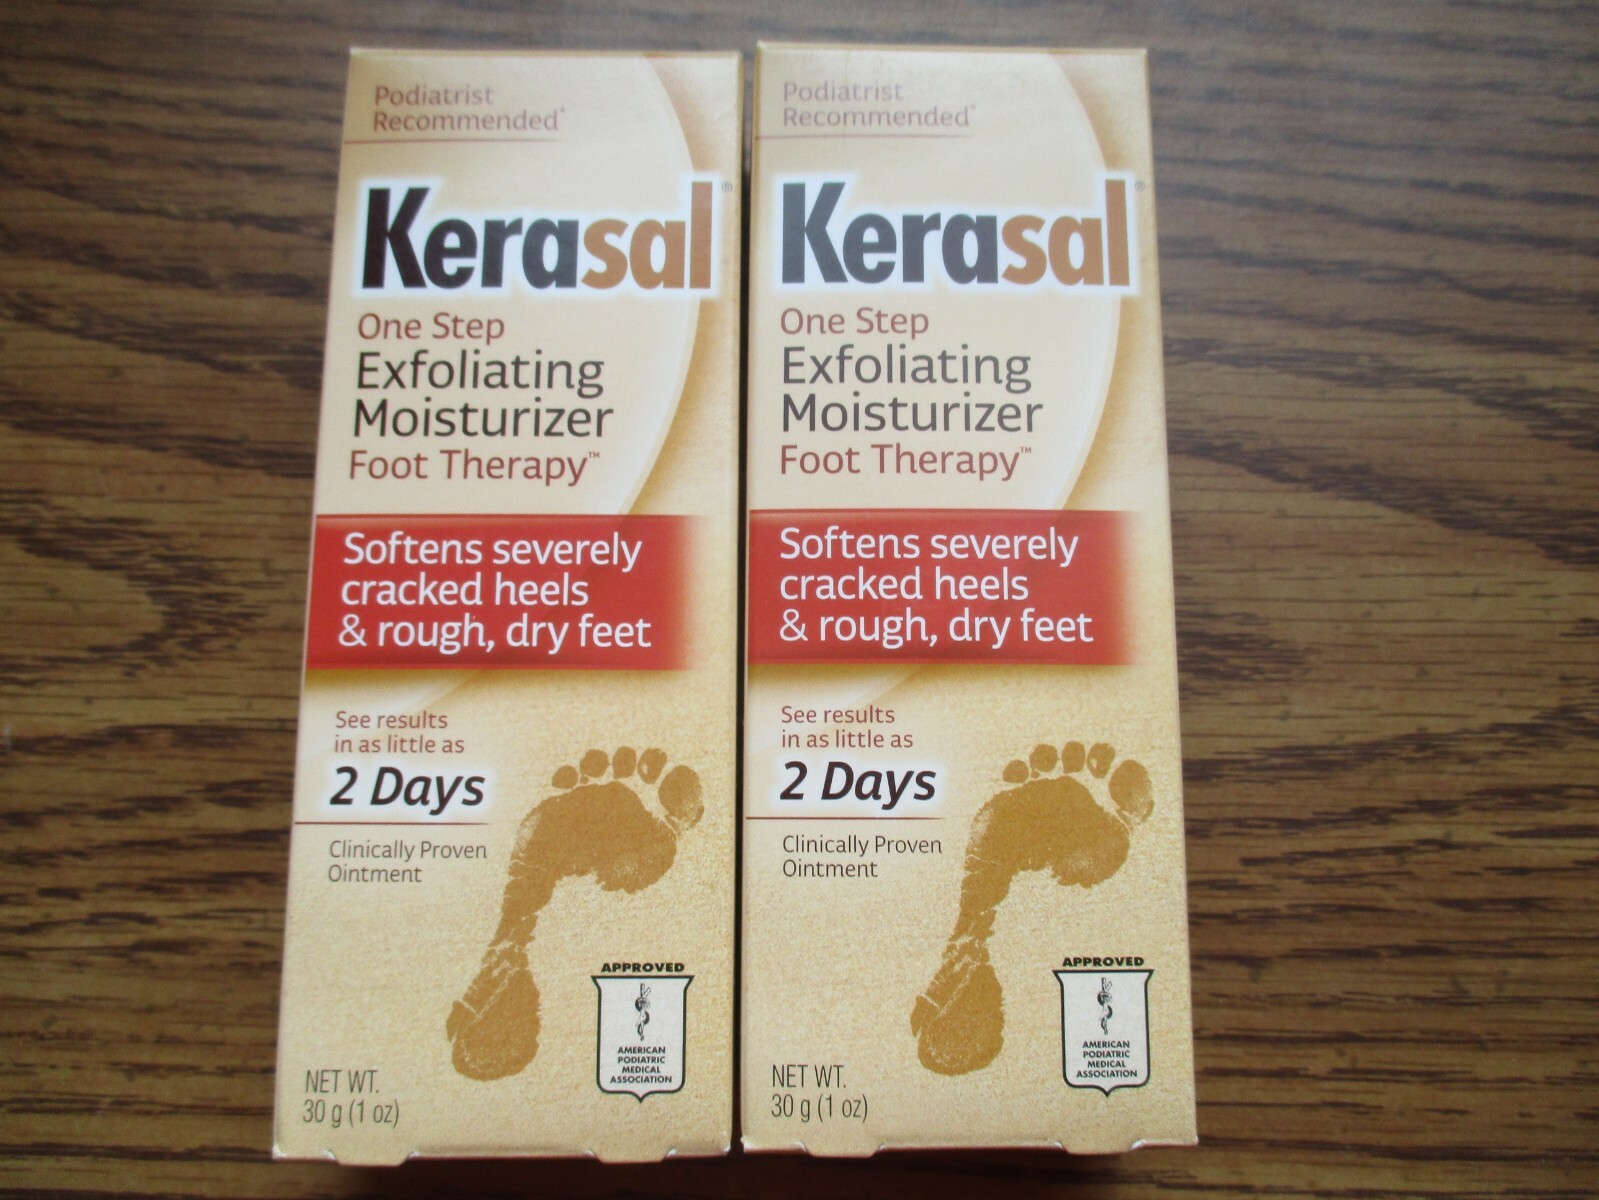 Podiatrist
Recommended*
Kerasal®
One Step
Exfoliating
Moisturizer
Foot Therapy™
Softens severely
cracked heels
& rough, dry feet
See results
in as little as
2 Days
Clinically Proven
Ointment
APPROVED
AMERICAN
PODIATRIC
MEDICAL
ASSOCIATION
NET WT.
30 g (1 oz)
Podiatrist
Recommended*
Kerasal®
One Step
Exfoliating
Moisturizer
Foot Therapy™
Softens severely
cracked heels
& rough, dry feet
See results
in as little as
2 Days
Clinically Proven
Ointment
APPROVED
AMERICAN
PODIATRIC
MEDICAL
ASSOCIATION
NET WT.
30 g (1 oz)